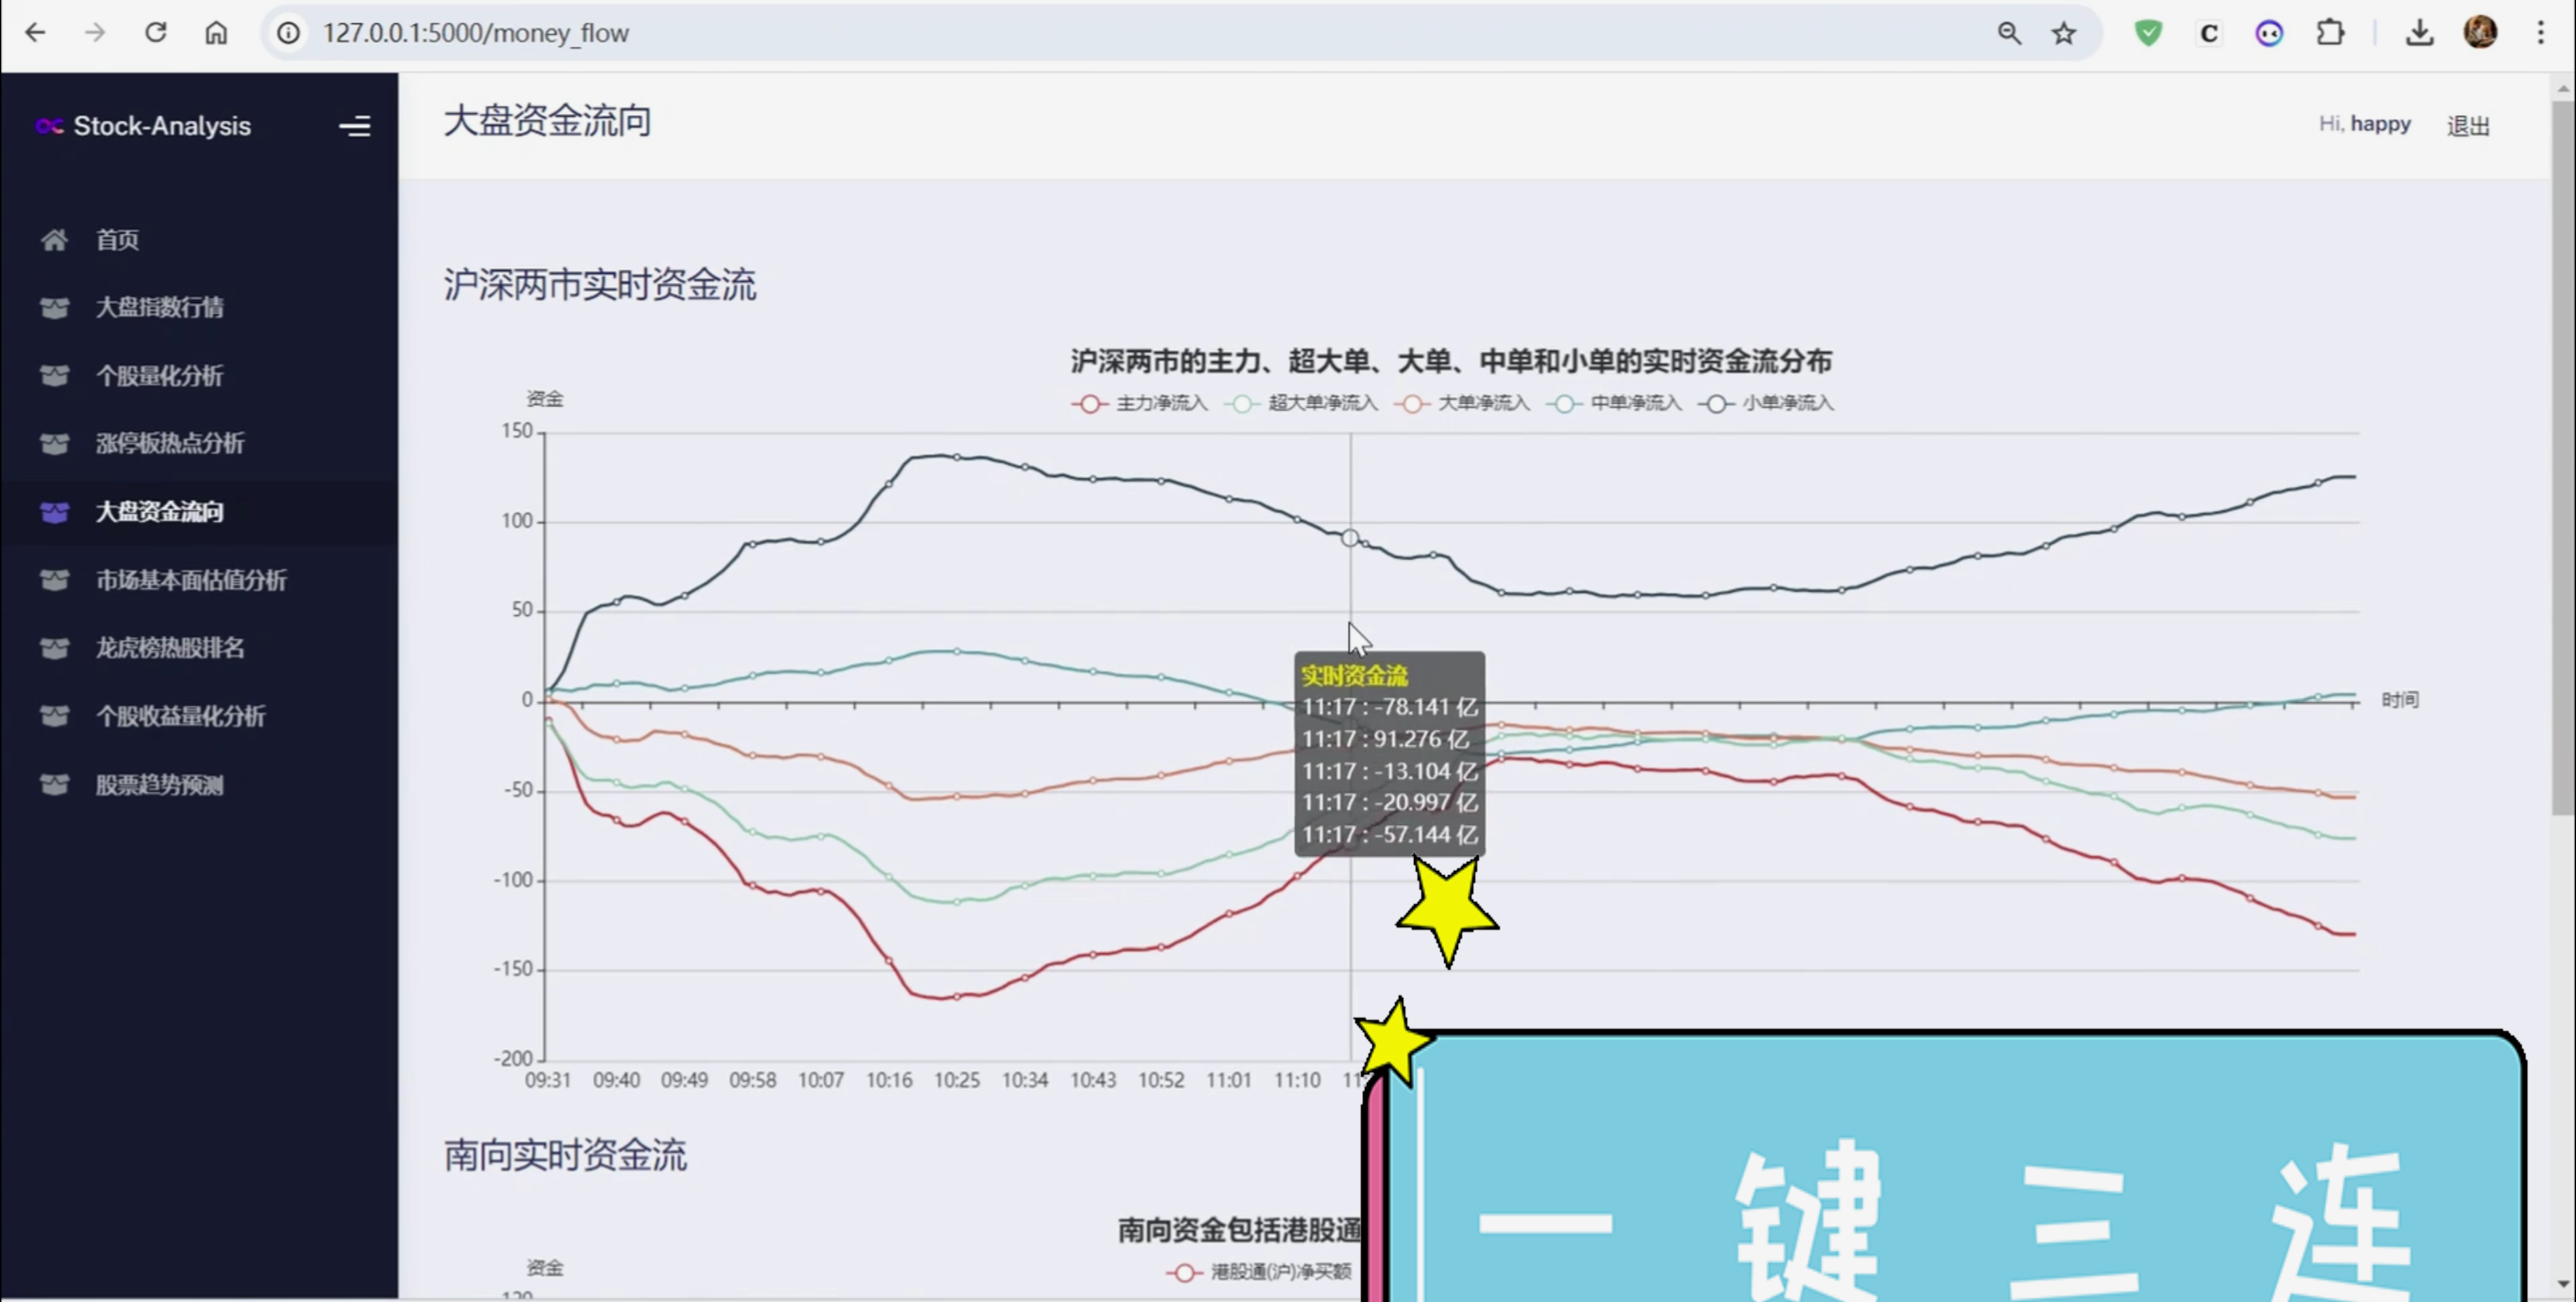 127.0.0.1:5000/money_flow
Stock-Analysis
大盘资金流向
Hi, happy 退出
首页
大盘指数行情
个股量化分析
涨停板热点分析
大盘资金流向
市场基本面估值分析
龙虎榜热股排名
个股收益量化分析
股票趋势预测
沪深两市实时资金流
沪深两市的主力、超大单、大单、中单和小单的实时资金流分布
主力净流入 超大单净流入 大单净流入 中单净流入 小单净流入
资金
150
100
50
0
-50
-100
-150
-200
时间
实时资金流
11:17 : -78.141 亿
11:17 : 91.276 亿
11:17 : -13.104 亿
11:17 : -20.997 亿
11:17 : -57.144 亿
09:31 09:40 09:49 09:58 10:07 10:16 10:25 10:34 10:43 10:52 11:01 11:10
南向实时资金流
南向资金包括港股通
港股通(沪)净买额
资金
一键三连